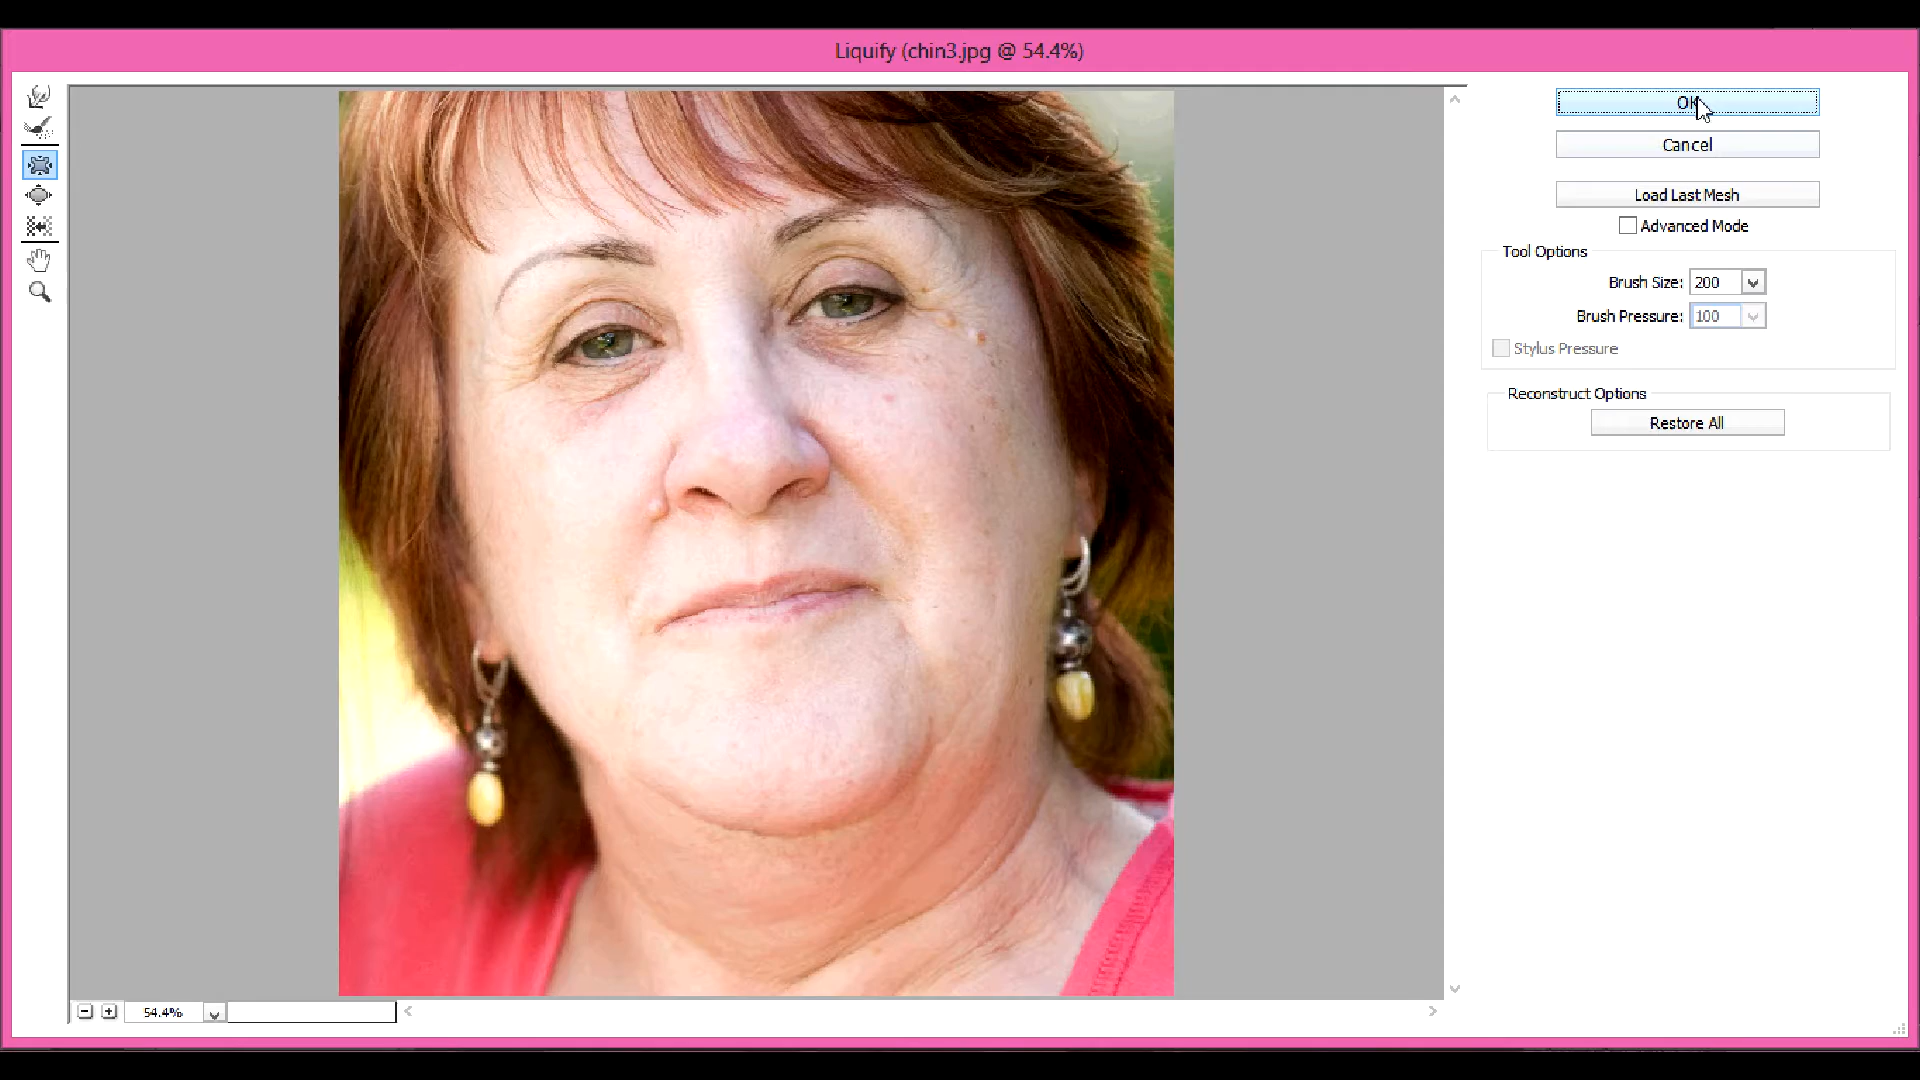 Liquify (chin3.jpg @ 54.4%)
OK
Cancel
Load Last Mesh
Advanced Mode
Tool Options
Brush Size: 200
Brush Pressure: 100
Stylus Pressure
Reconstruct Options
Restore All
54.4%